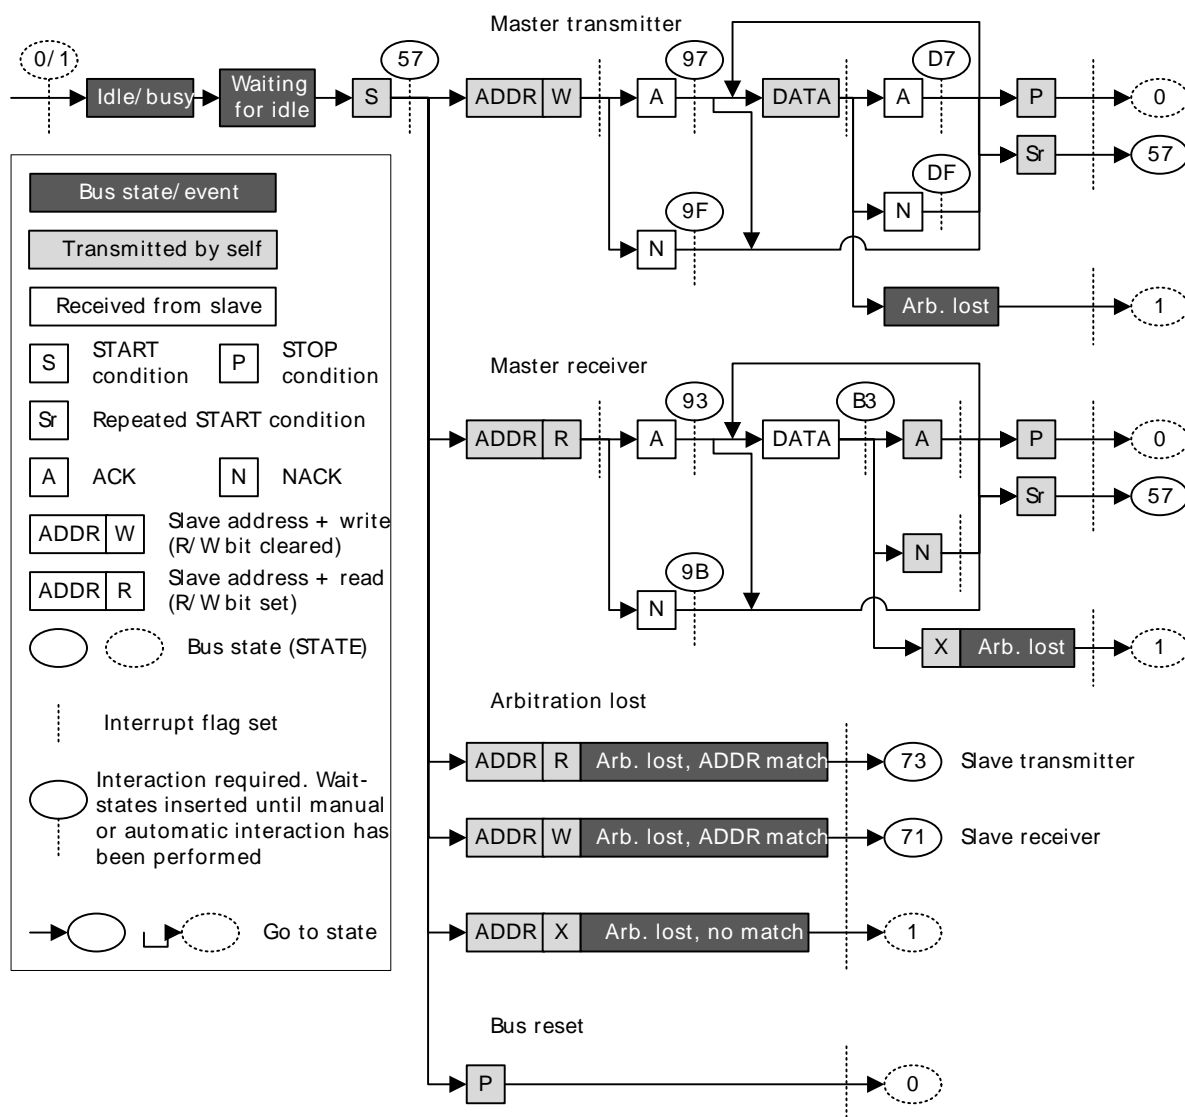 Master transmitter
0/1
57
97
D7
Idle/busy
Waiting
for idle
S
ADDR W
A
DATA
A
P
0
Sr
57
DF
N
9F
N
Arb. lost
1
Bus state/event
Transmitted by self
Received from slave
S
START
condition
P
STOP
condition
Sr
Repeated START condition
A
ACK
N
NACK
ADDR W
Slave address + write
(R/W bit cleared)
ADDR R
Slave address + read
(R/W bit set)
Bus state (STATE)
Interrupt flag set
Interaction required. Wait-
states inserted until manual
or automatic interaction has
been performed
Go to state
Master receiver
93
B3
ADDR R
A
DATA
A
P
0
Sr
57
N
9B
N
X Arb. lost
1
Arbitration lost
ADDR R Arb. lost, ADDR match
73
Slave transmitter
ADDR W Arb. lost, ADDR match
71
Slave receiver
ADDR X Arb. lost, no match
1
Bus reset
P
0